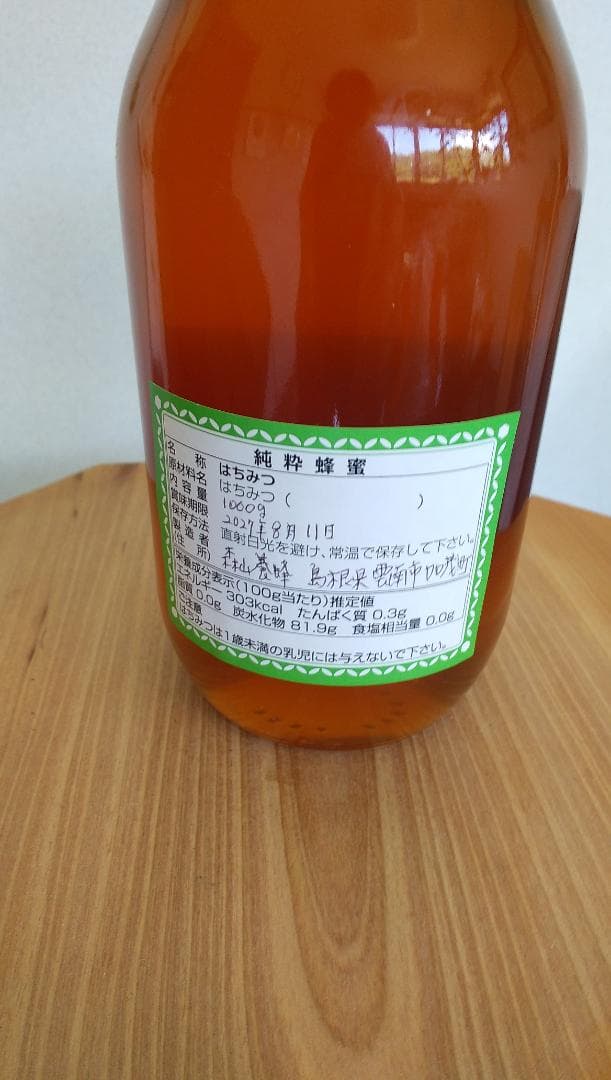 純粋蜂蜜
名称 はちみつ
原材料名 はちみつ ( )
内容量 1000g
賞味期限 2027年8月11日
保存方法 直射日光を避け、常温で保存して下さい。
製造者
(住所) 森山養蜂 島根県雲南市加茂町
栄養成分表示(100g当たり)推定値
エネルギー 303kcal たんぱく質 0.3g
脂質 0.0g 炭水化物 81.9g 食塩相当量 0.0g
ご注意
はちみつは1歳未満の乳児には与えないで下さい。